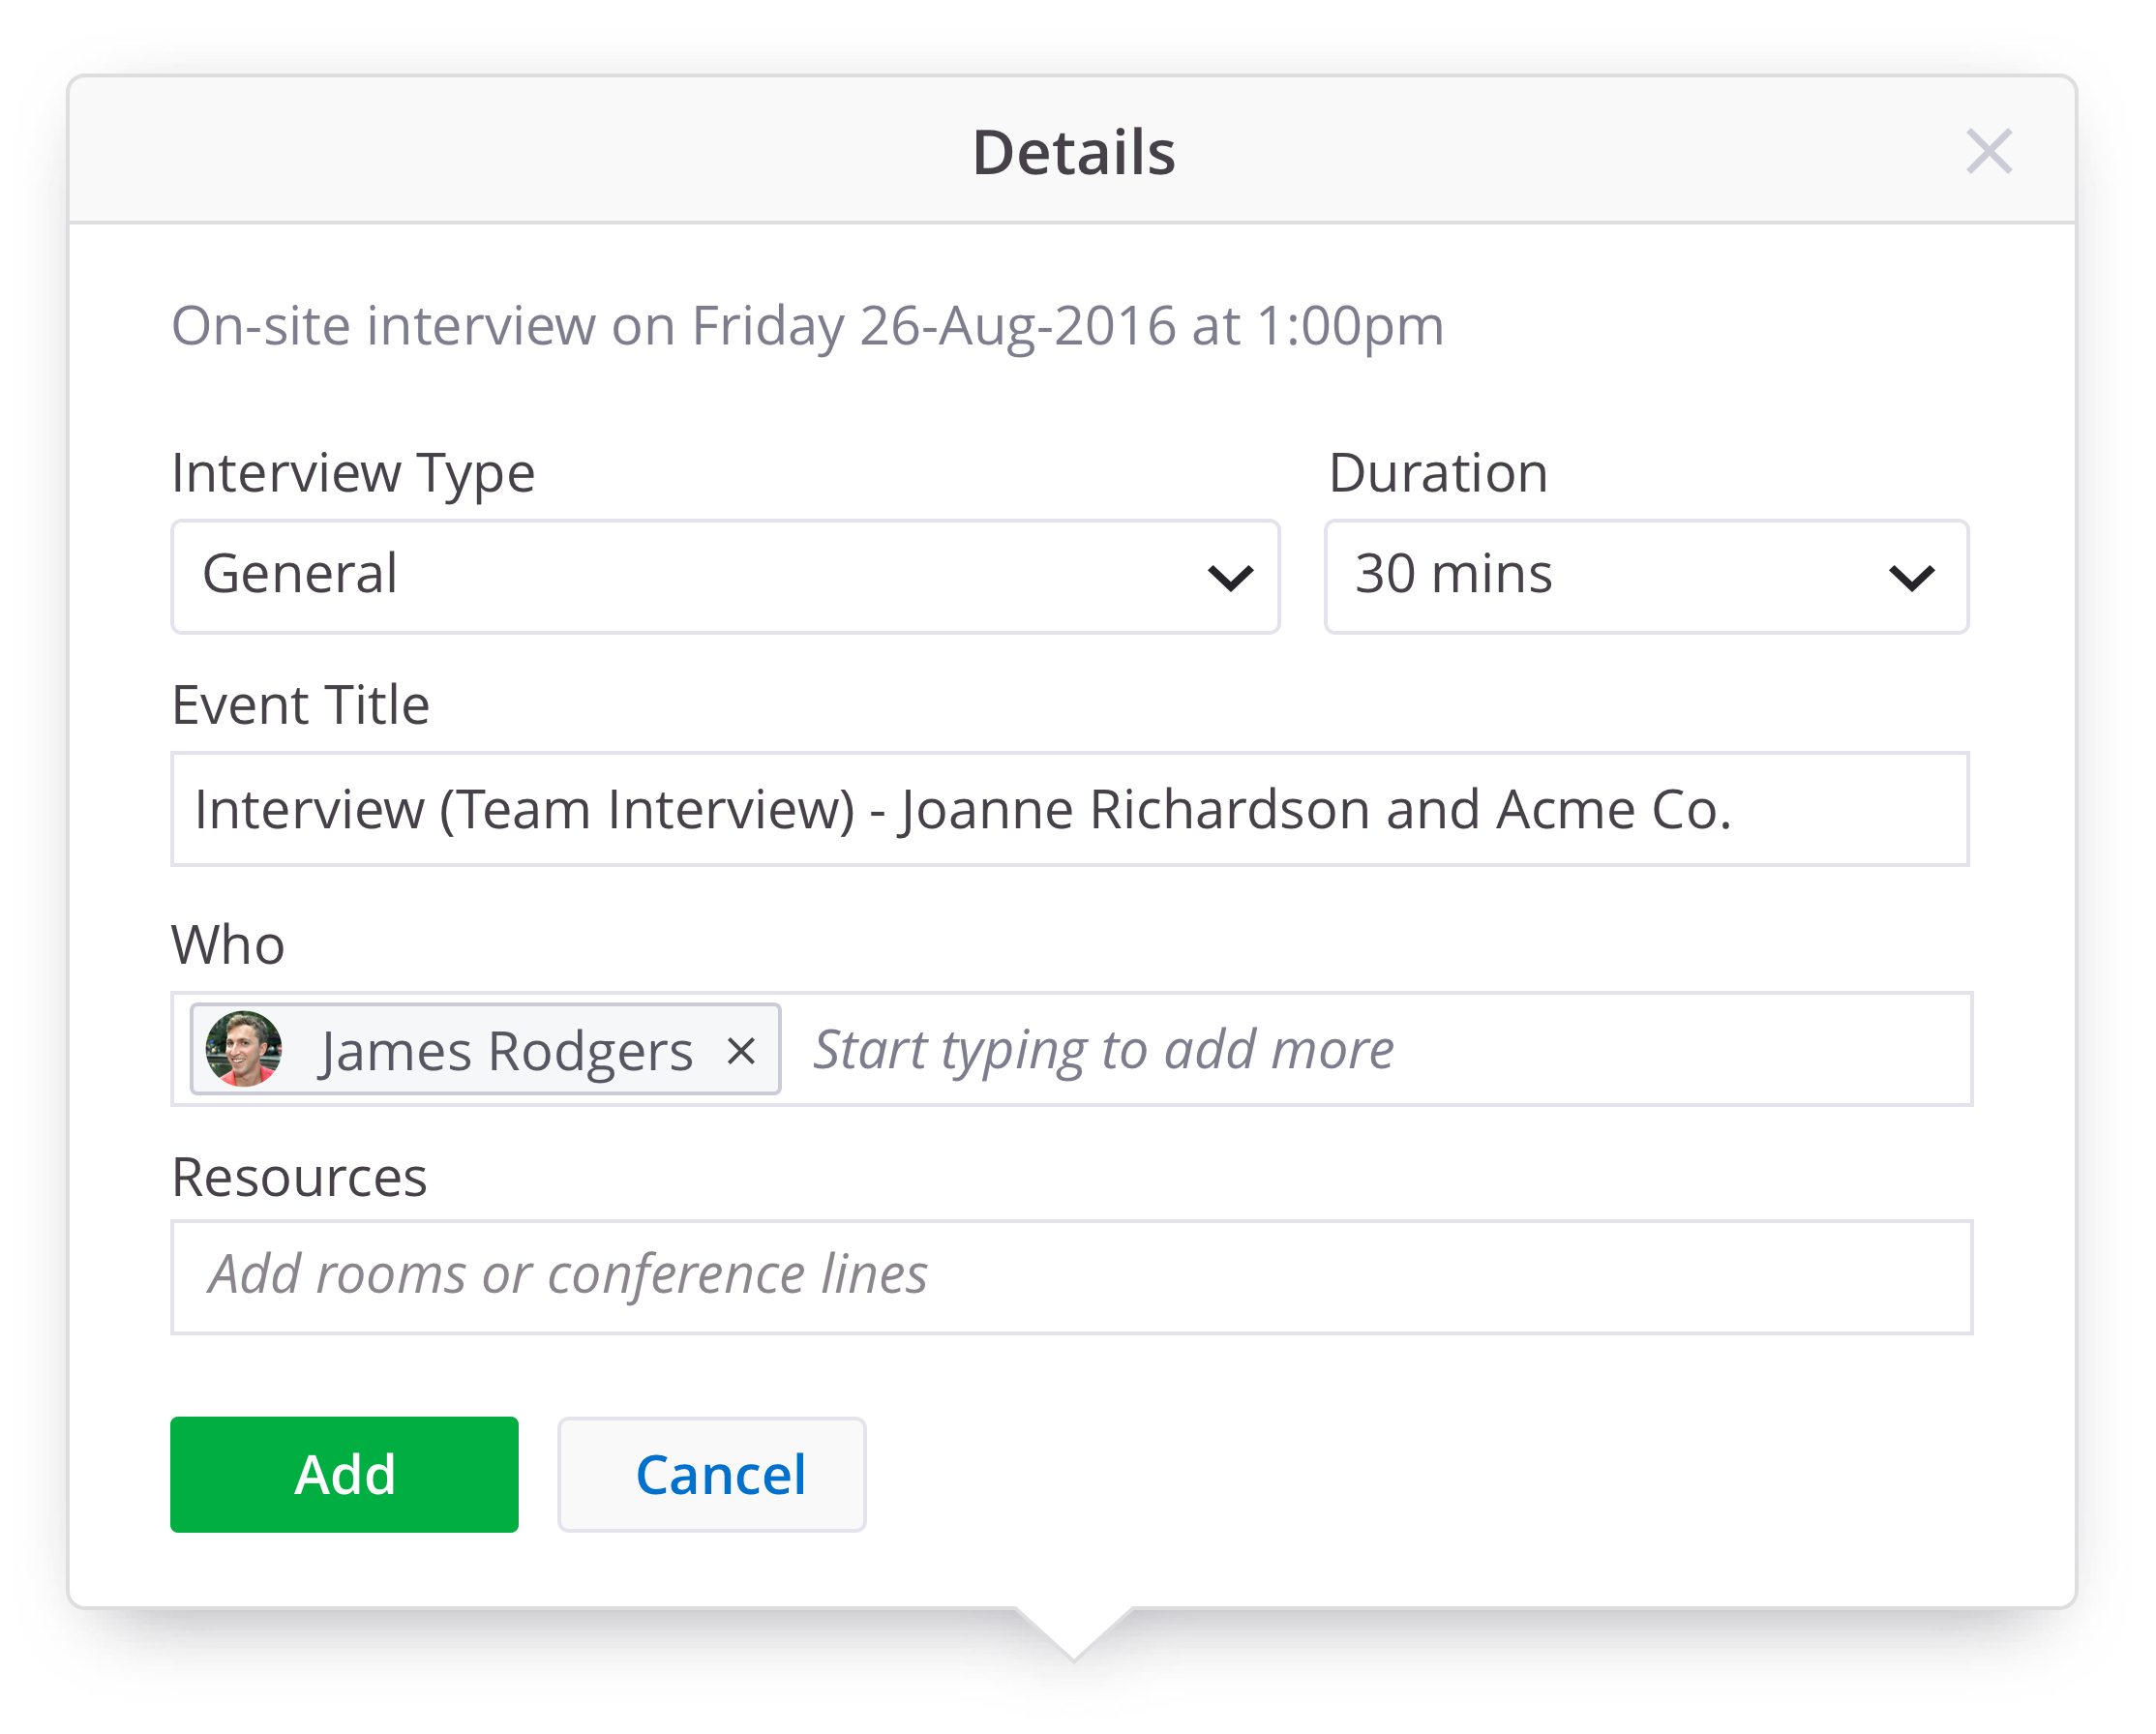 Details
On-site interview on Friday 26-Aug-2016 at 1:00pm
Interview Type
Duration
General
30 mins
Event Title
Interview (Team Interview) - Joanne Richardson and Acme Co.
Who
James Rodgers × Start typing to add more
Resources
Add rooms or conference lines
Add
Cancel